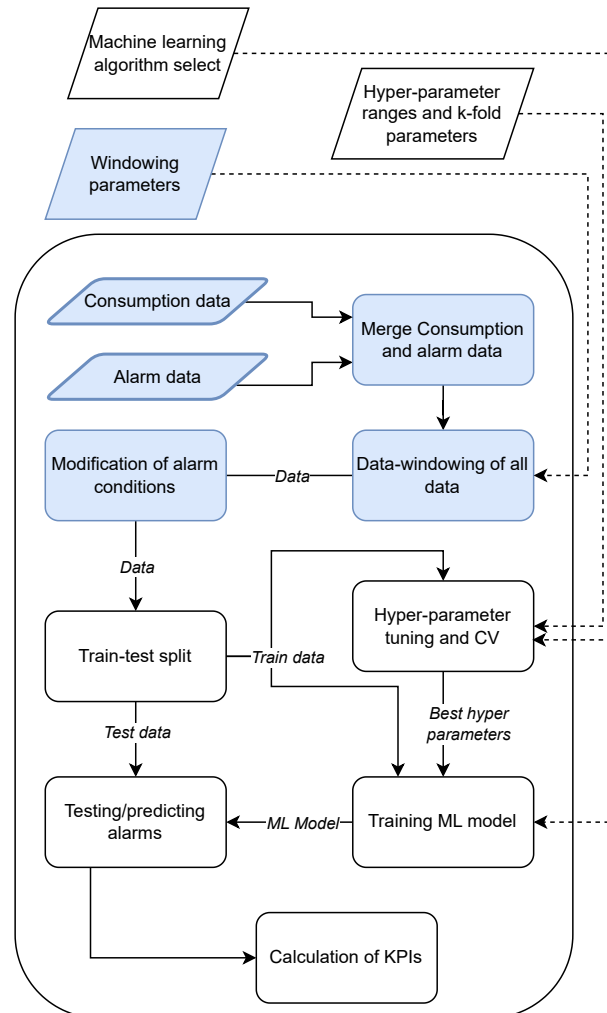 Machine learning
algorithm select
Hyper-parameter
ranges and k-fold
parameters
Windowing
parameters
Consumption data
Merge Consumption
and alarm data
Alarm data
Modification of alarm
conditions
Data
Data-windowing of all
data
Data
Hyper-parameter
tuning and CV
Train-test split
Train data
Test data
Best hyper
parameters
Testing/predicting
alarms
ML Model
Training ML model
Calculation of KPIs